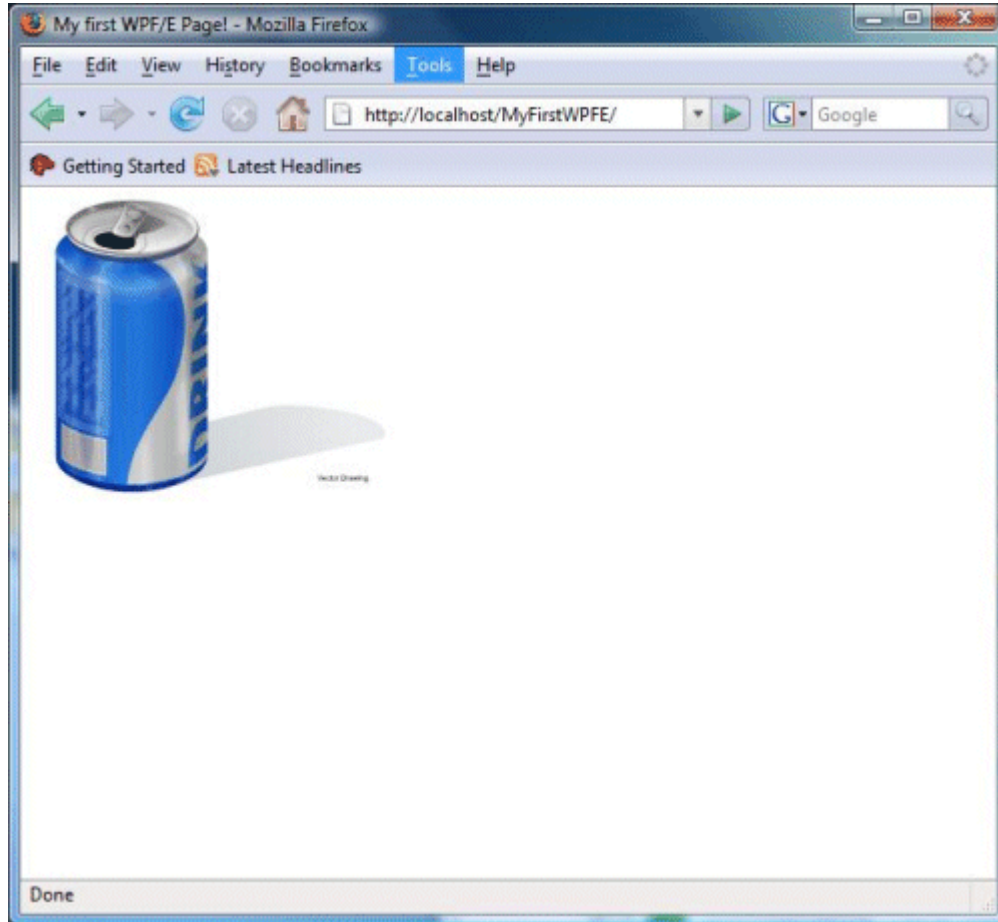 My first WPF/E Page! - Mozilla Firefox
File Edit View History Bookmarks Tools Help
http://localhost/MyFirstWPFE/ G Google
Getting Started Latest Headlines
DRINK
Vector Drawing
Done